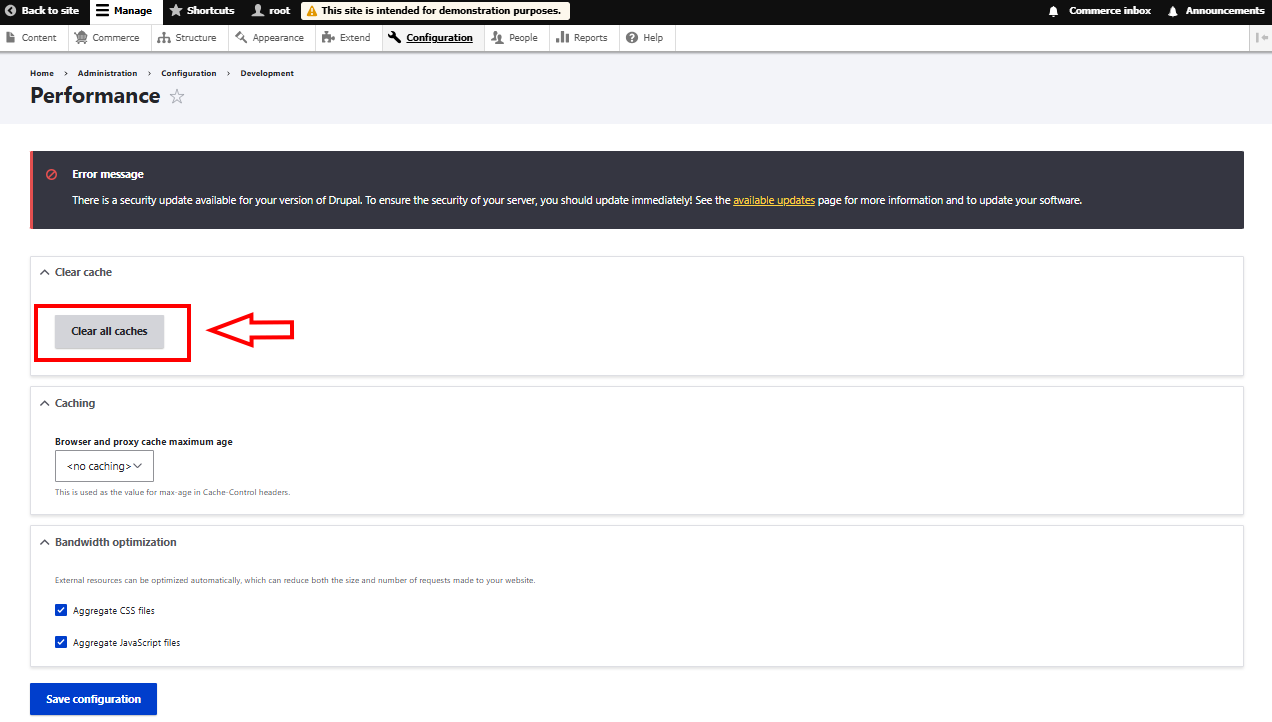 Back to site Manage Shortcuts root This site is intended for demonstration purposes. Commerce inbox Announcements
Content Commerce Structure Appearance Extend Configuration People Reports Help
Home > Administration > Configuration > Development
Performance
Error message
There is a security update available for your version of Drupal. To ensure the security of your server, you should update immediately! See the available updates page for more information and to update your software.
Clear cache
Clear all caches
Caching
Browser and proxy cache maximum age
<no caching>
This is used as the value for max-age in Cache-Control headers.
Bandwidth optimization
External resources can be optimized automatically, which can reduce both the size and number of requests made to your website.
Aggregate CSS files
Aggregate JavaScript files
Save configuration